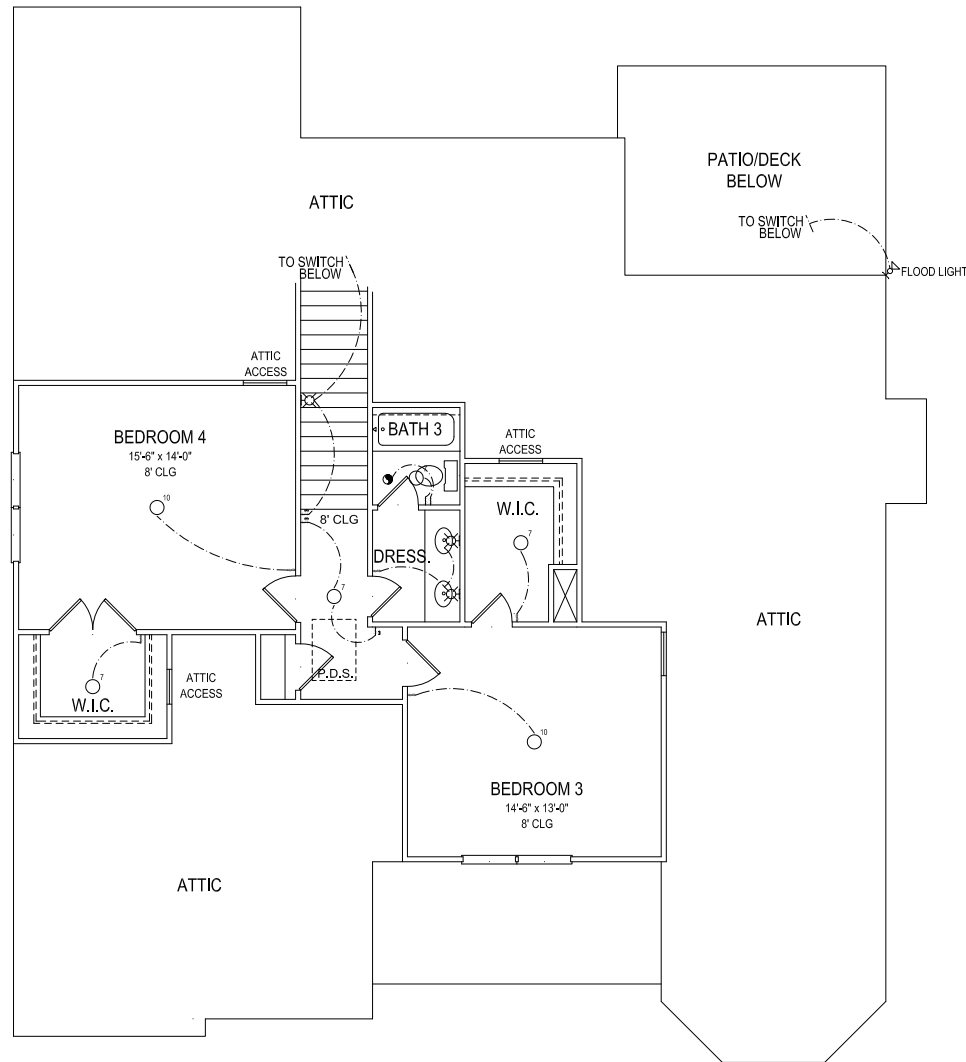 PATIO/DECK
BELOW
ATTIC
TO SWITCH
BELOW
TO SWITCH
BELOW
FLOOD LIGHT
ATTIC
ACCESS
BEDROOM 4
15'-6" x 14'-0"
8' CLG
10
BATH 3
ATTIC
ACCESS
W.I.C.
7
8' CLG
DRESS.
7
ATTIC
3
P.D.S.
7
W.I.C.
ATTIC
ACCESS
10
BEDROOM 3
14'-6" x 13'-0"
8' CLG
ATTIC